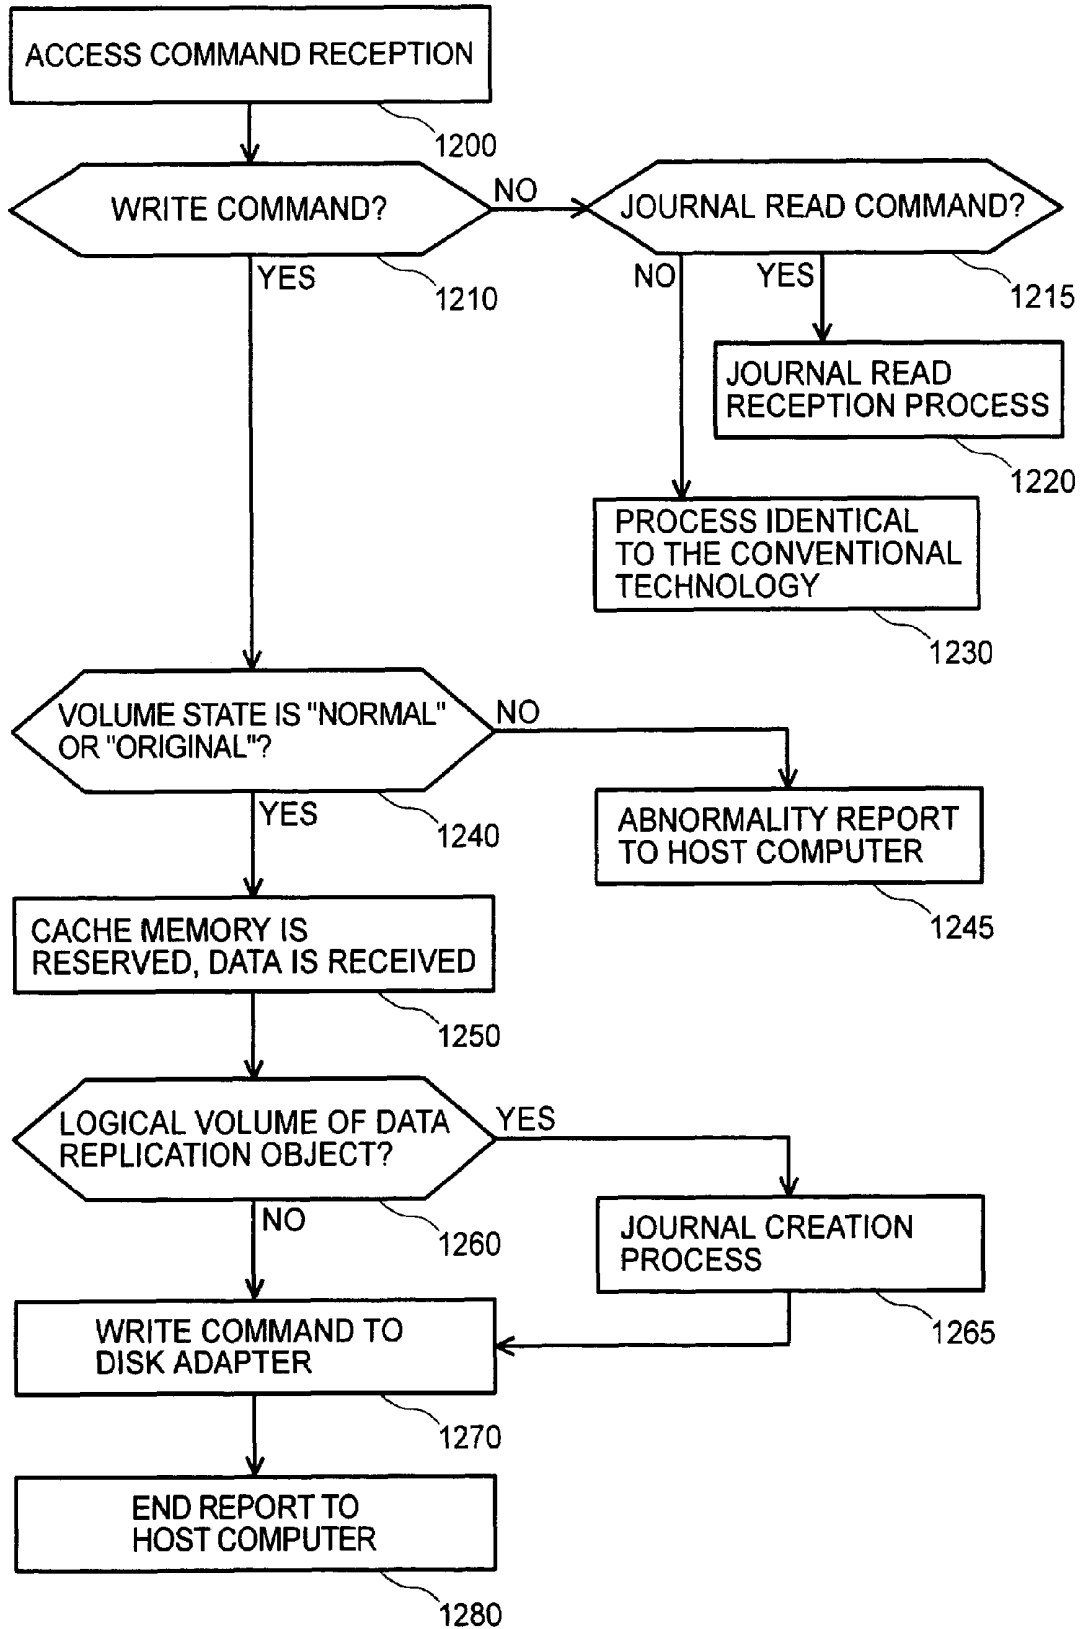 ACCESS COMMAND RECEPTION
1200
WRITE COMMAND?
NO
JOURNAL READ COMMAND?
YES
1210
NO
YES
1215
JOURNAL READ
RECEPTION PROCESS
1220
PROCESS IDENTICAL
TO THE CONVENTIONAL
TECHNOLOGY
1230
VOLUME STATE IS "NORMAL"
OR "ORIGINAL"?
NO
YES
1240
ABNORMALITY REPORT
TO HOST COMPUTER
1245
CACHE MEMORY IS
RESERVED, DATA IS RECEIVED
1250
LOGICAL VOLUME OF DATA
REPLICATION OBJECT?
YES
NO
1260
JOURNAL CREATION
PROCESS
1265
WRITE COMMAND TO
DISK ADAPTER
1270
END REPORT TO
HOST COMPUTER
1280